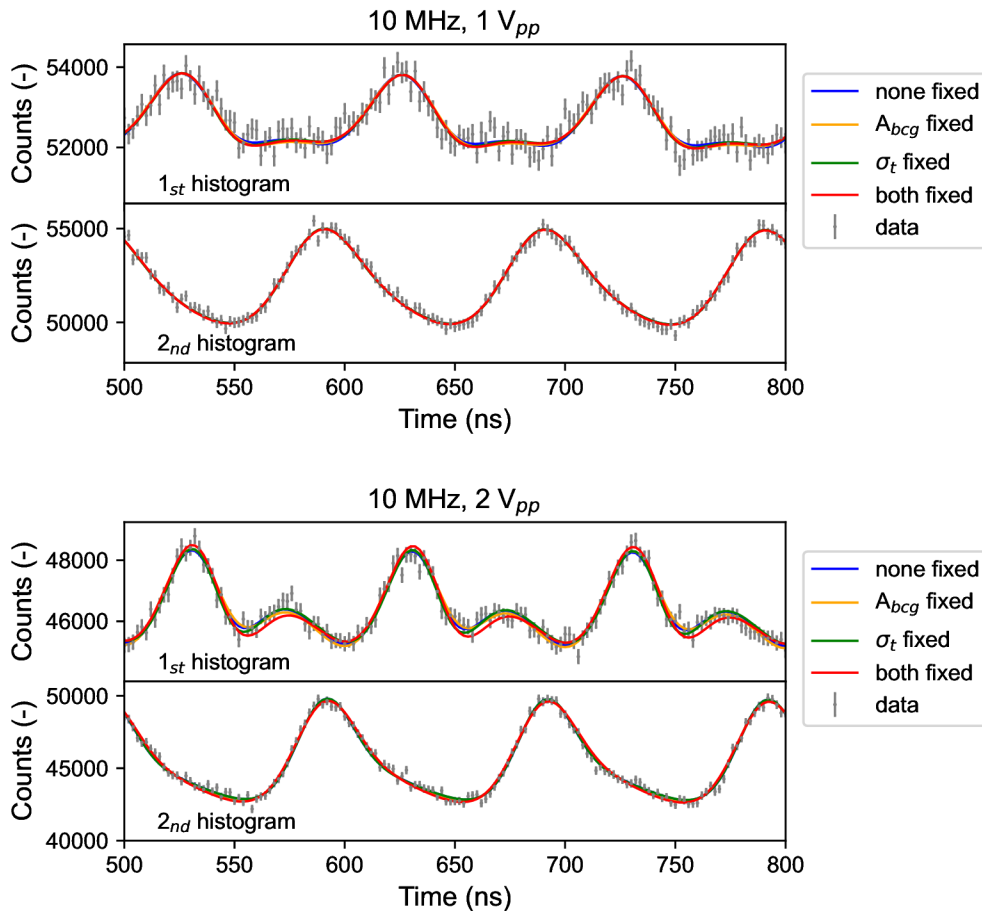 10 MHz, 1 Vpp
Counts (-)
54000
52000
1st histogram
Counts (-)
55000
50000
2nd histogram
500 550 600 650 700 750 800
Time (ns)
none fixed
Abcg fixed
σt fixed
both fixed
data
10 MHz, 2 Vpp
Counts (-)
48000
46000
1st histogram
Counts (-)
50000
45000
40000
2nd histogram
500 550 600 650 700 750 800
Time (ns)
none fixed
Abcg fixed
σt fixed
both fixed
data